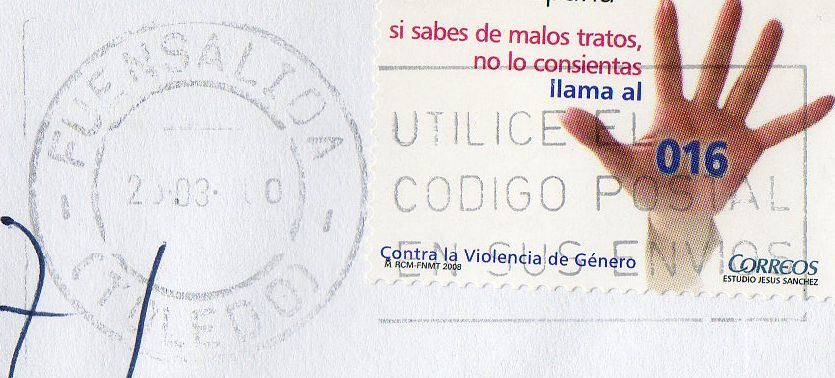 si sabes de malos tratos,
no lo consientas
llama al
016
Contra la Violencia de Género
M RCM-FNMT 2008
CORREOS
ESTUDIO JESUS SANCHEZ
UTILICE EL
CODIGO POSTAL
EN SUS ENVIOS
- FUENSALIDA -
(TOLEDO)